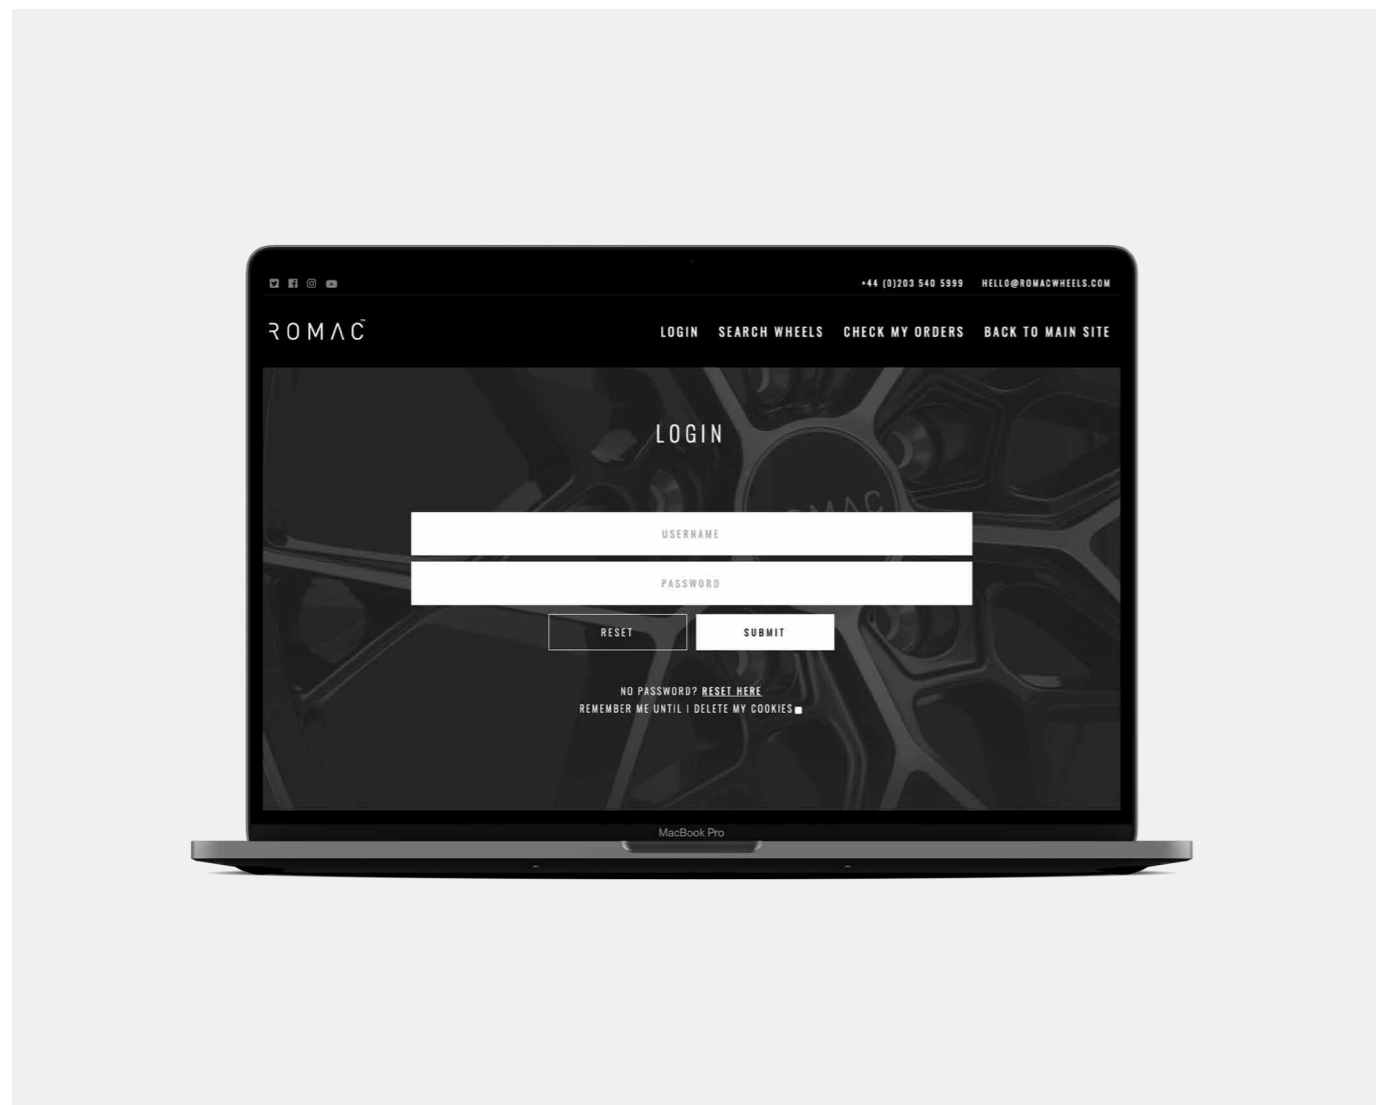 +44 (0)203 540 5999 HELLO@ROMACWHEELS.COM
ROMAC™
LOGIN SEARCH WHEELS CHECK MY ORDERS BACK TO MAIN SITE
LOGIN
ROMAC
USERNAME
PASSWORD
RESET SUBMIT
NO PASSWORD? RESET HERE
REMEMBER ME UNTIL I DELETE MY COOKIES
MacBook Pro